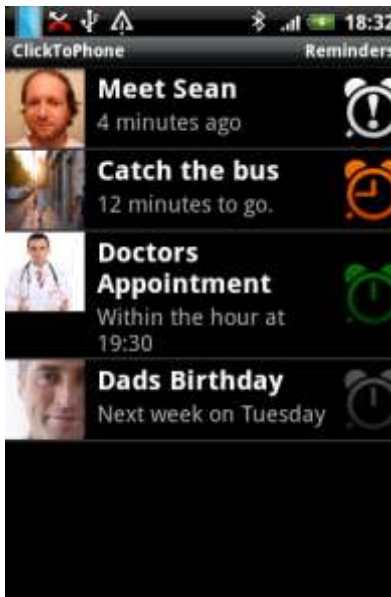 18:32
ClickToPhone Reminders
Meet Sean
4 minutes ago
Catch the bus
12 minutes to go.
Doctors
Appointment
Within the hour at
19:30
Dads Birthday
Next week on Tuesday